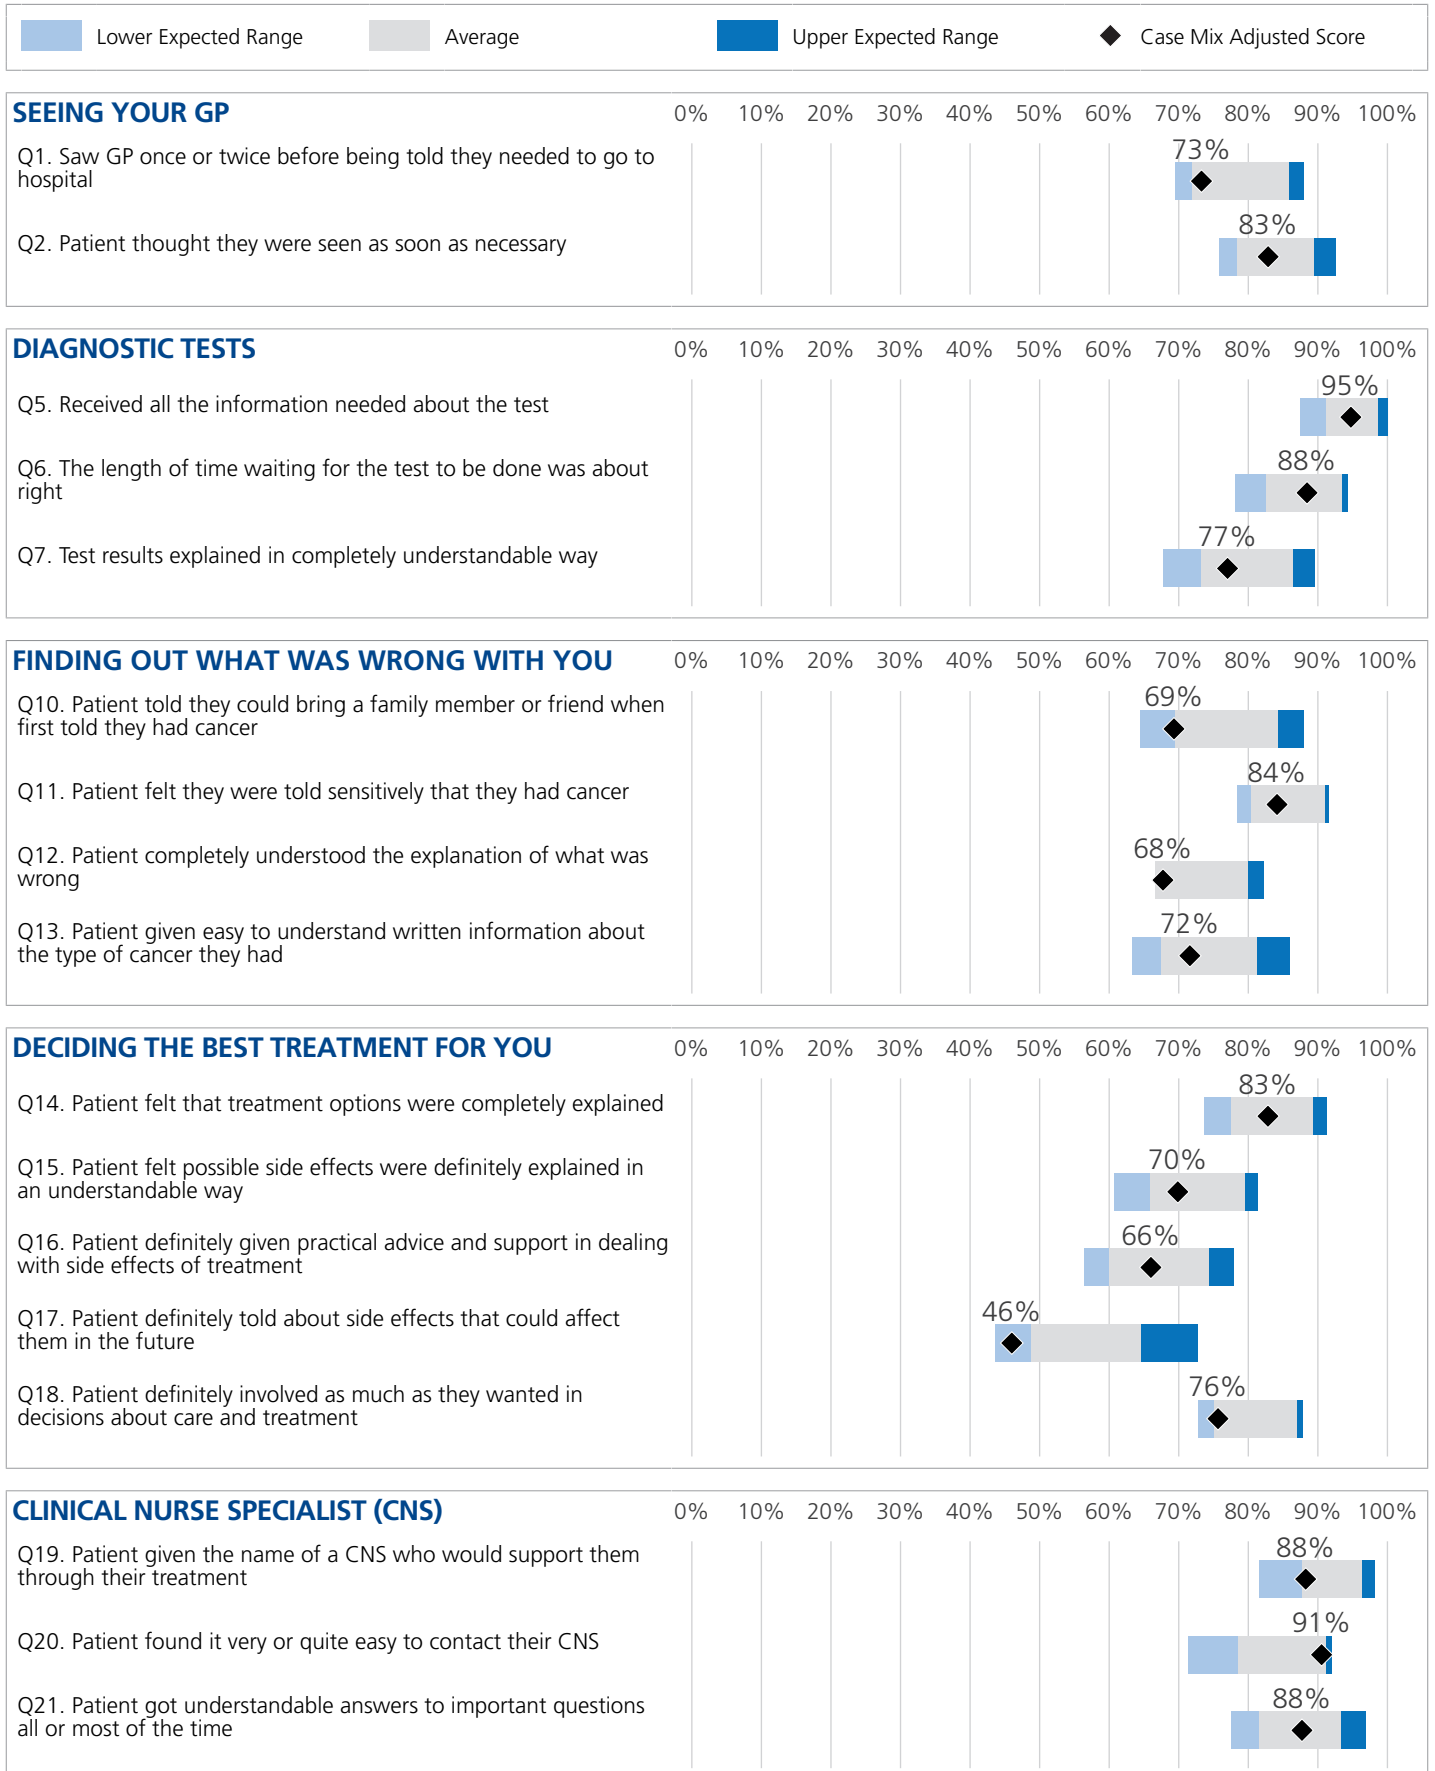 Lower Expected Range Average Upper Expected Range Case Mix Adjusted Score
SEEING YOUR GP 0% 10% 20% 30% 40% 50% 60% 70% 80% 90% 100%
Q1. Saw GP once or twice before being told they needed to go to
hospital
73%
Q2. Patient thought they were seen as soon as necessary
83%
DIAGNOSTIC TESTS 0% 10% 20% 30% 40% 50% 60% 70% 80% 90% 100%
Q5. Received all the information needed about the test
95%
Q6. The length of time waiting for the test to be done was about
right
88%
Q7. Test results explained in completely understandable way
77%
FINDING OUT WHAT WAS WRONG WITH YOU 0% 10% 20% 30% 40% 50% 60% 70% 80% 90% 100%
Q10. Patient told they could bring a family member or friend when
first told they had cancer
69%
Q11. Patient felt they were told sensitively that they had cancer
84%
Q12. Patient completely understood the explanation of what was
wrong
68%
Q13. Patient given easy to understand written information about
the type of cancer they had
72%
DECIDING THE BEST TREATMENT FOR YOU 0% 10% 20% 30% 40% 50% 60% 70% 80% 90% 100%
Q14. Patient felt that treatment options were completely explained
83%
Q15. Patient felt possible side effects were definitely explained in
an understandable way
70%
Q16. Patient definitely given practical advice and support in dealing
with side effects of treatment
66%
Q17. Patient definitely told about side effects that could affect
them in the future
46%
Q18. Patient definitely involved as much as they wanted in
decisions about care and treatment
76%
CLINICAL NURSE SPECIALIST (CNS) 0% 10% 20% 30% 40% 50% 60% 70% 80% 90% 100%
Q19. Patient given the name of a CNS who would support them
through their treatment
88%
Q20. Patient found it very or quite easy to contact their CNS
91%
Q21. Patient got understandable answers to important questions
all or most of the time
88%